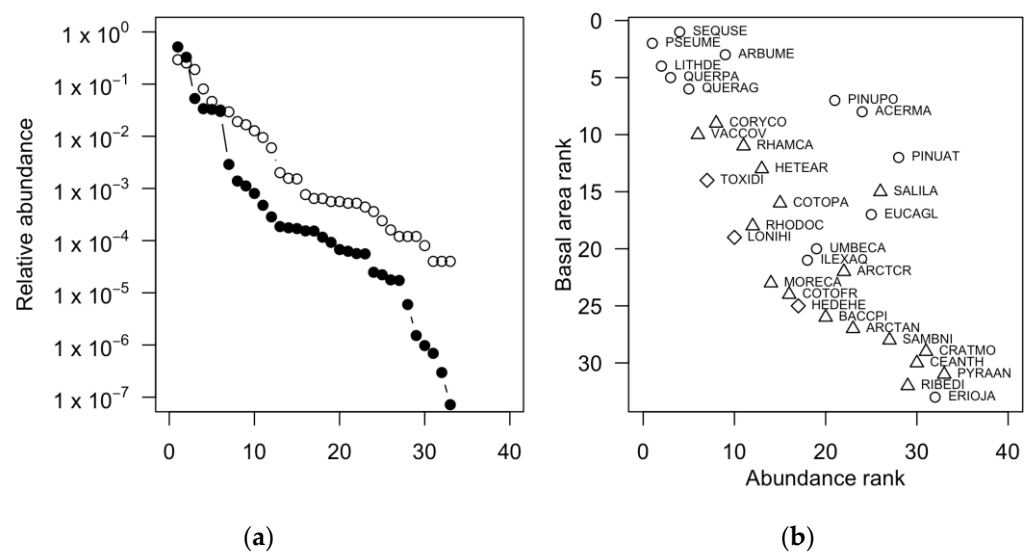 Relative abundance
1 x 10⁰
1 x 10⁻¹
1 x 10⁻²
1 x 10⁻³
1 x 10⁻⁴
1 x 10⁻⁵
1 x 10⁻⁶
1 x 10⁻⁷
0 10 20 30 40
(a)
Basal area rank
0
5
10
15
20
25
30
SEQUSE
PSEUME
ARBUME
LITHDE
QUERPA
QUERAG
PINUPO
ACERMA
CORYCO
VACCOV
RHAMCA
PINUAT
HETEAR
TOXIDI
SALILA
COTOPA
EUCAGL
RHODOC
LONIHI
UMBECA
ILEXAQ
ARCTCR
MORECA
COTOFR
HEDEHE
BACCPI
ARCTAN
SAMBNI
CRATMO
CEANTH
PYRAAN
RIBEDI
ERIOJA
0 10 20 30 40
Abundance rank
(b)